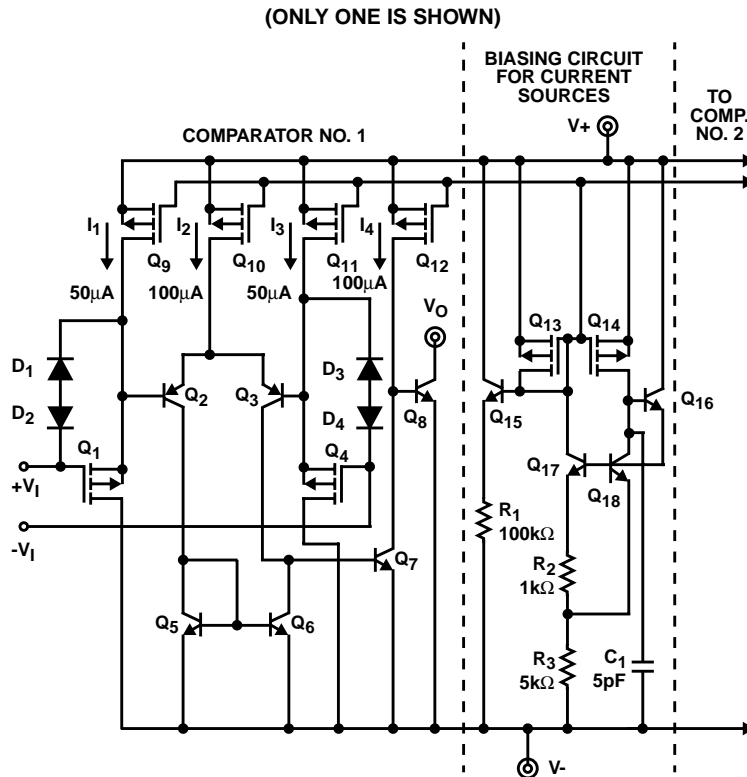 (ONLY ONE IS SHOWN)
BIASING CIRCUIT
FOR CURRENT
SOURCES
TO
COMP.
NO. 2
V+
COMPARATOR NO. 1
I1
I2
I3
I4
Q9
Q10
Q11
Q12
50μA
100μA
50μA
100μA
VO
Q13
Q14
D1
D3
D2
D4
Q2
Q3
Q8
Q15
Q16
Q1
Q4
Q17
Q18
+VI
-VI
R1
100kΩ
Q7
R2
1kΩ
Q5
Q6
R3
5kΩ
C1
5pF
V-